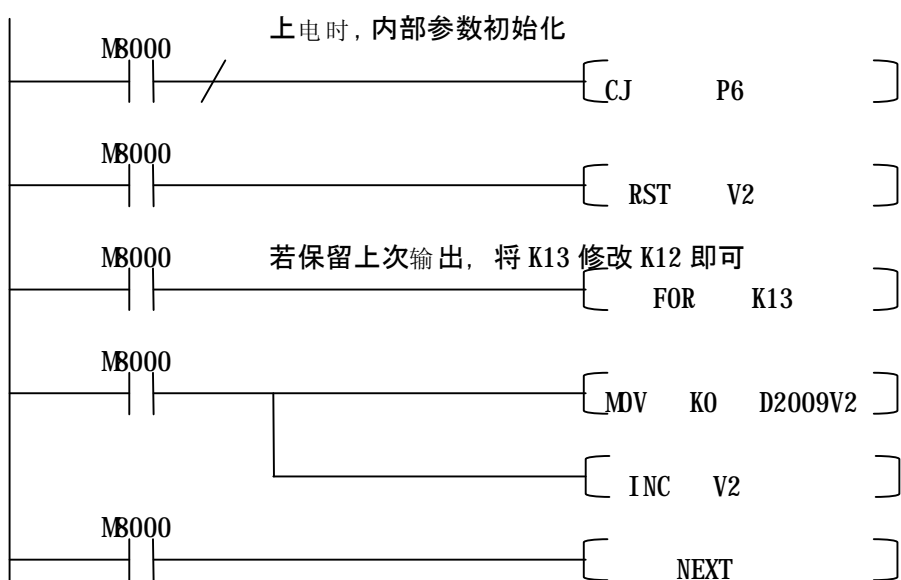 上电时,内部参数初始化
M8000
CJ P6
M8000
RST V2
若保留上次输出, 将 K13 修改 K12 即可
M8000
FOR K13
M8000
MOV K0 D2009V2
INC V2
M8000
NEXT